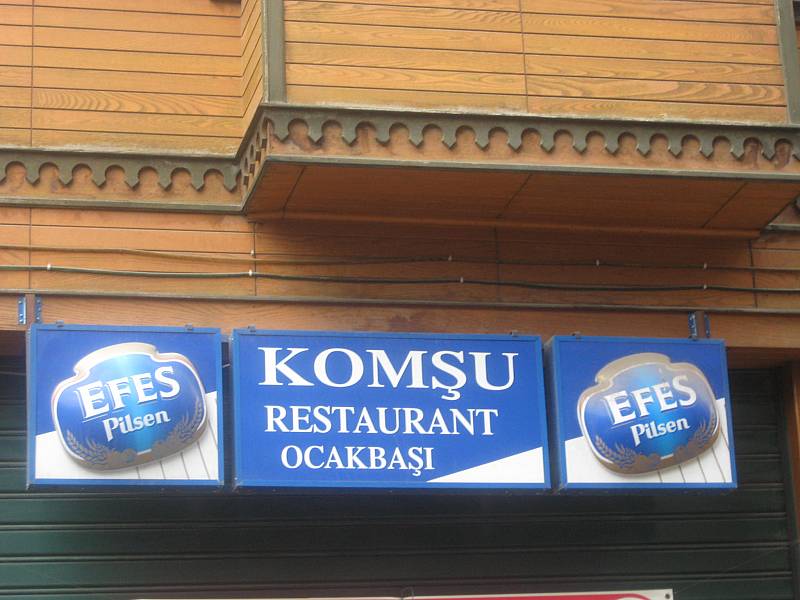 EFES
Pilsen
KOMŞU
RESTAURANT
OCAKBAŞI
EFES
Pilsen